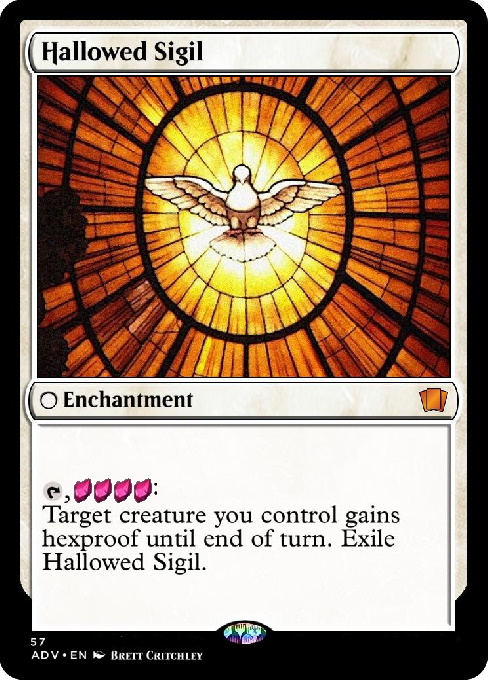 Hallowed Sigil
Enchantment
,:
Target creature you control gains
hexproof until end of turn. Exile
Hallowed Sigil.
57
ADV • EN Brett Critchley